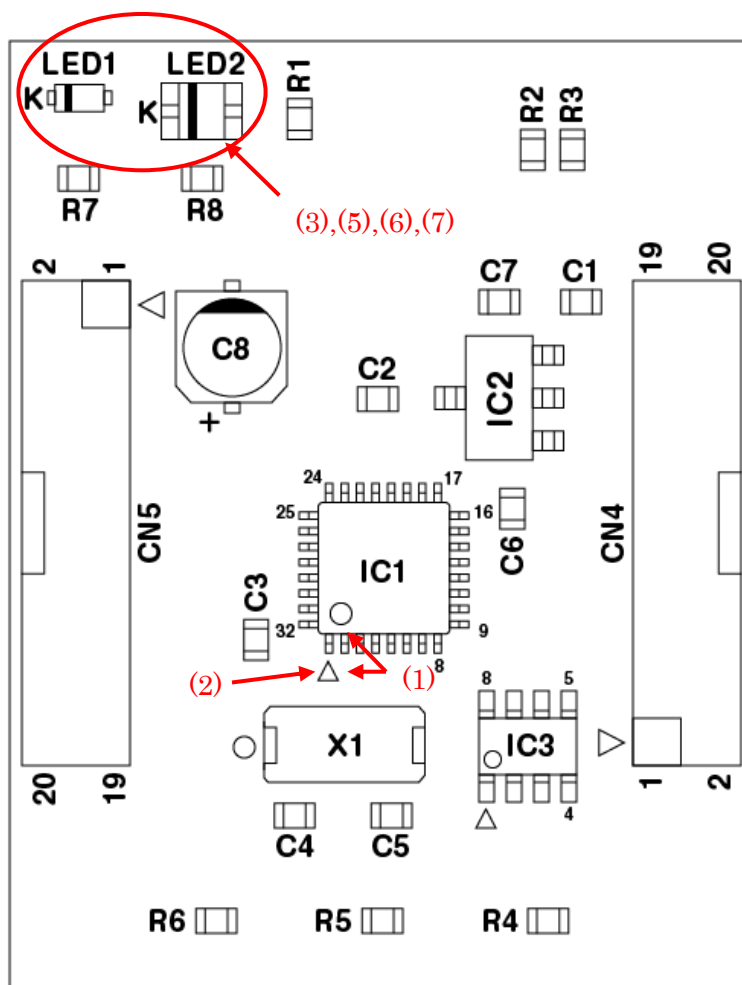 LED1 LED2
K K
R1
R2 R3
R7 R8
(3),(5),(6),(7)
2 1
19 20
C7 C1
C8
+
C2
IC2
24 17
25 16
CN5
CN4
IC1
C6
C3
32 9
8
(2) (1)
8 5
X1
IC3
20 19
1 2
4
C4 C5
R6 R5 R4